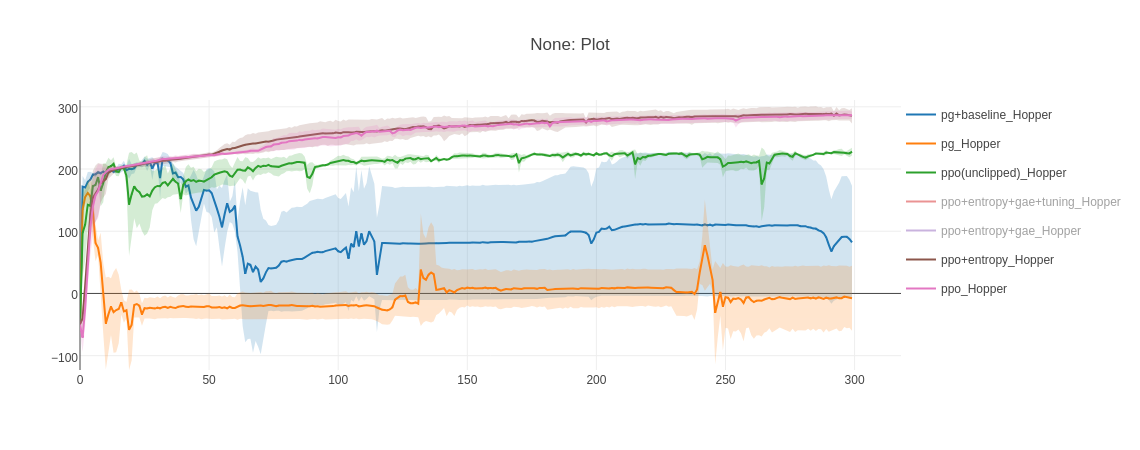 None: Plot
300
200
100
0
−100
0
50
100
150
200
250
300
pg+baseline_Hopper
pg_Hopper
ppo(unclipped)_Hopper
ppo+entropy+gae+tuning_Hopper
ppo+entropy+gae_Hopper
ppo+entropy_Hopper
ppo_Hopper